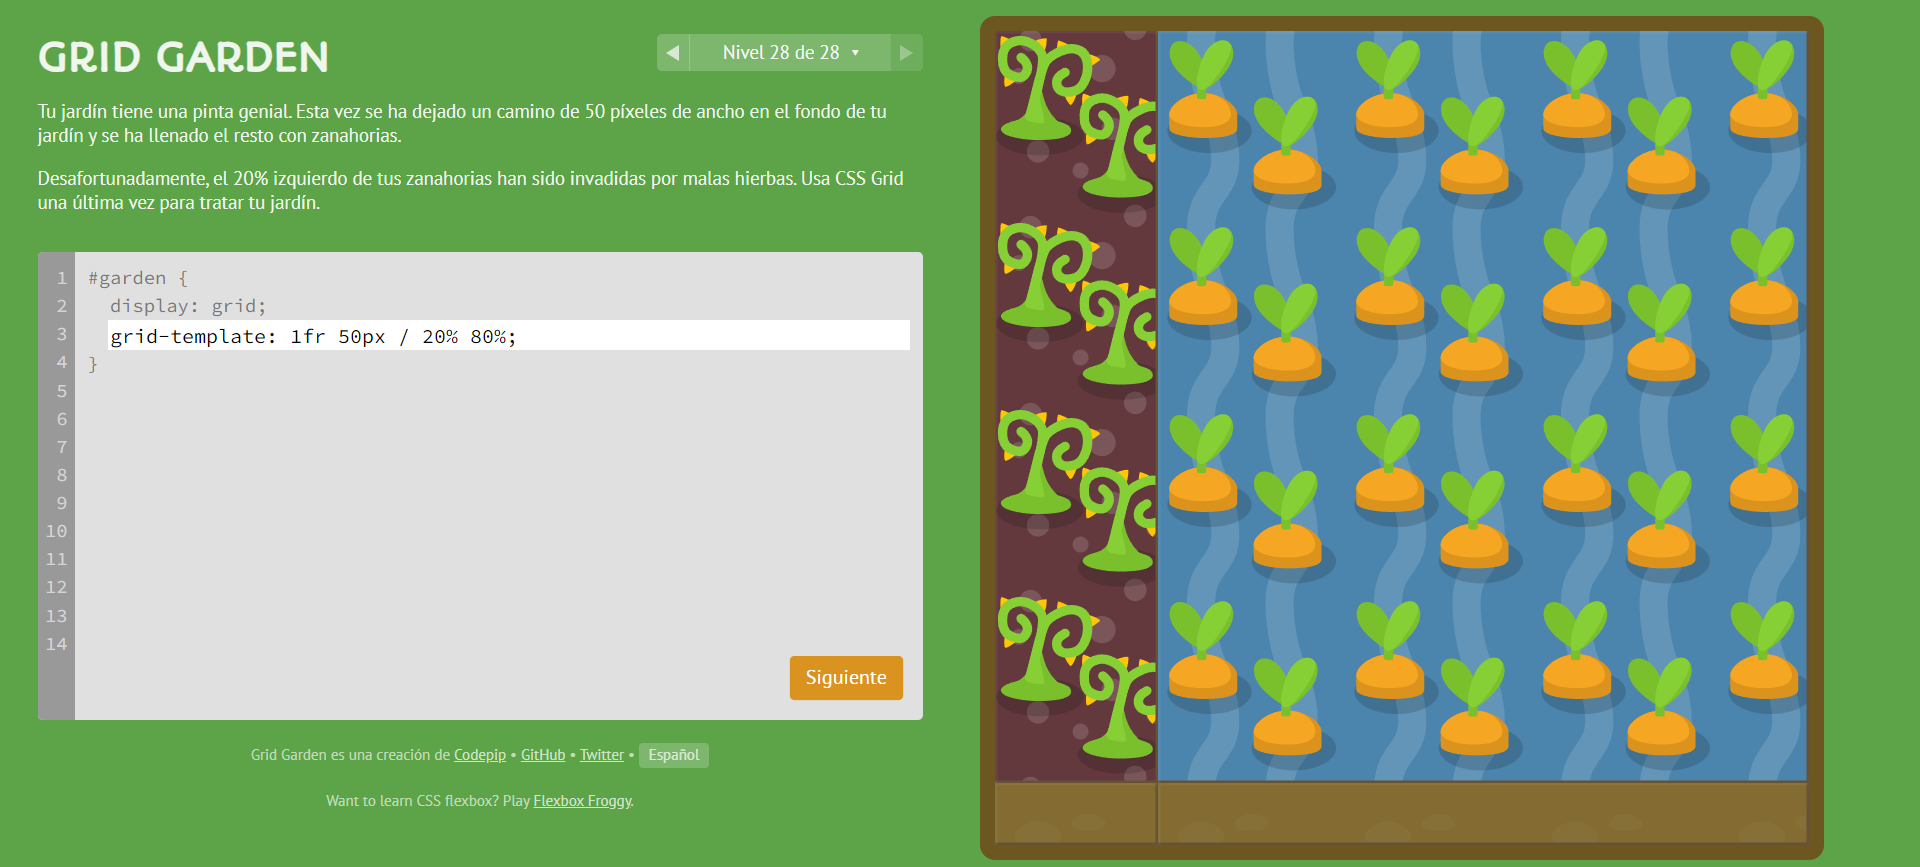 GRID GARDEN
◀ Nivel 28 de 28 ▾ ▶
Tu jardín tiene una pinta genial. Esta vez se ha dejado un camino de 50 píxeles de ancho en el fondo de tu
jardín y se ha llenado el resto con zanahorias.
Desafortunadamente, el 20% izquierdo de tus zanahorias han sido invadidas por malas hierbas. Usa CSS Grid
una última vez para tratar tu jardín.
1 #garden {
2 display: grid;
3 grid-template: 1fr 50px / 20% 80%;
4 }
5
6
7
8
9
10
11
12
13
14
Siguiente
Grid Garden es una creación de Codepip • GitHub • Twitter • Español
Want to learn CSS flexbox? Play Flexbox Froggy.